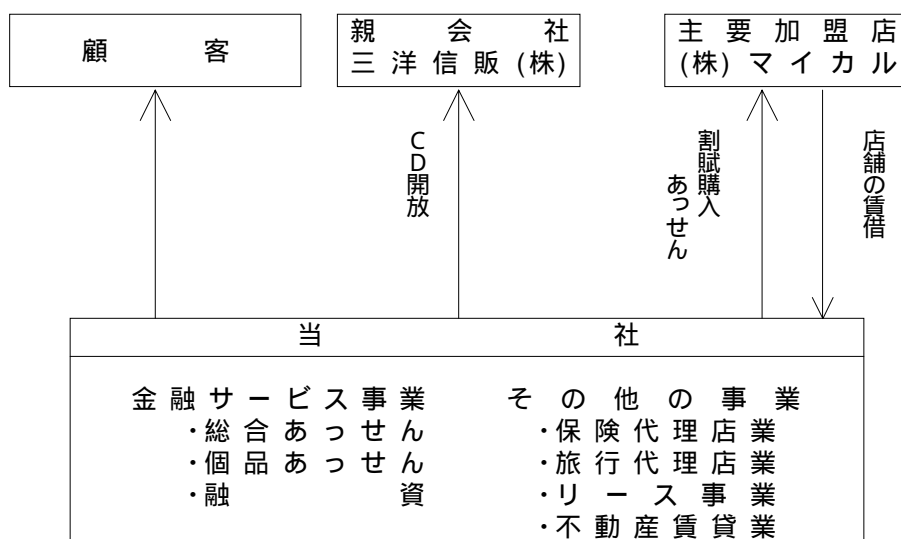 顧客
親会社
三洋信販(株)
主要加盟店
(株)マイカル
CD開放
割賦購入
あっせん
店舗の賃借
当社
金融サービス事業
・総合あっせん
・個品あっせん
・融資
その他の事業
・保険代理店業
・旅行代理店業
・リース事業
・不動産賃貸業